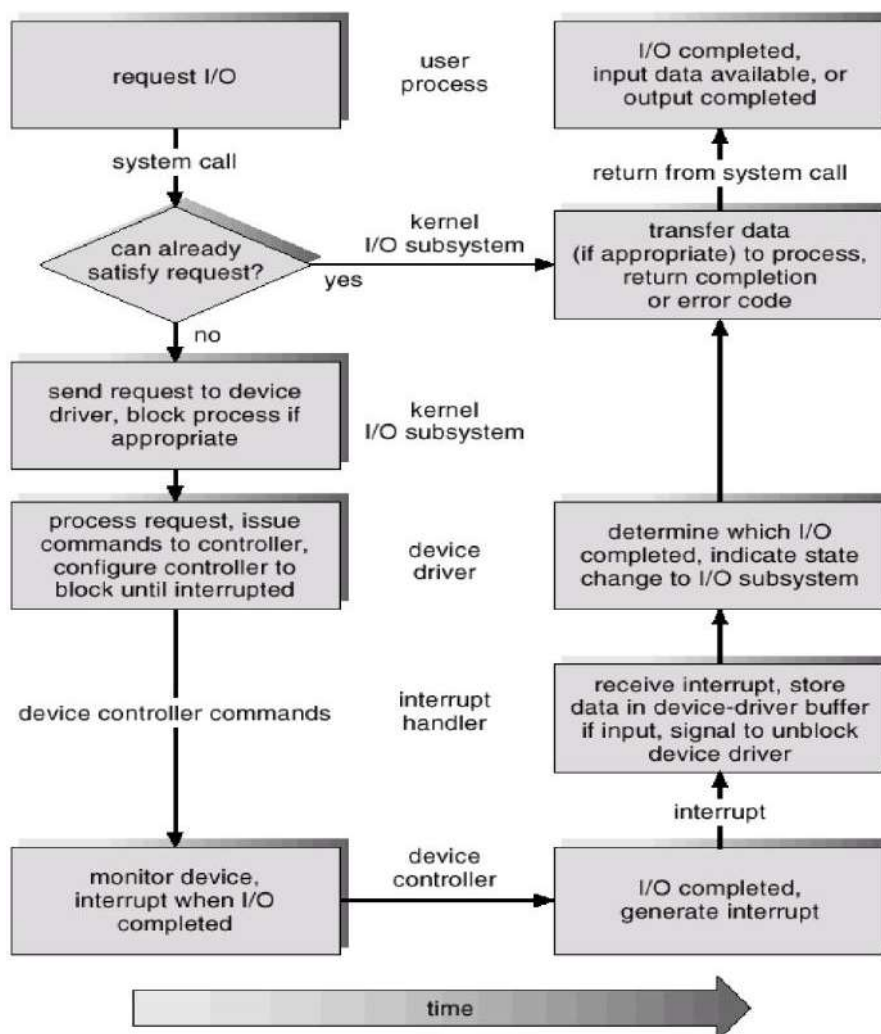 request I/O
user
process
I/O completed,
input data available, or
output completed
system call
return from system call
can already
satisfy request?
kernel
I/O subsystem
transfer data
(if appropriate) to process,
return completion
or error code
yes
no
send request to device
driver, block process if
appropriate
kernel
I/O subsystem
process request, issue
commands to controller,
configure controller to
block until interrupted
device
driver
determine which I/O
completed, indicate state
change to I/O subsystem
device controller commands
interrupt
handler
receive interrupt, store
data in device-driver buffer
if input, signal to unblock
device driver
interrupt
monitor device,
interrupt when I/O
completed
device
controller
I/O completed,
generate interrupt
time